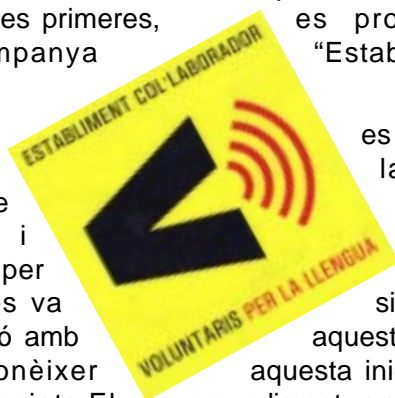 es primeres,
mpanya
e
i
per
s va
ó amb
onèixer
ESTABLIMENT COL·LABORADOR
VOLUNTARIS PER LA LLENGUA
es pro
“Estab
es
la
si
aquest
aquesta inic